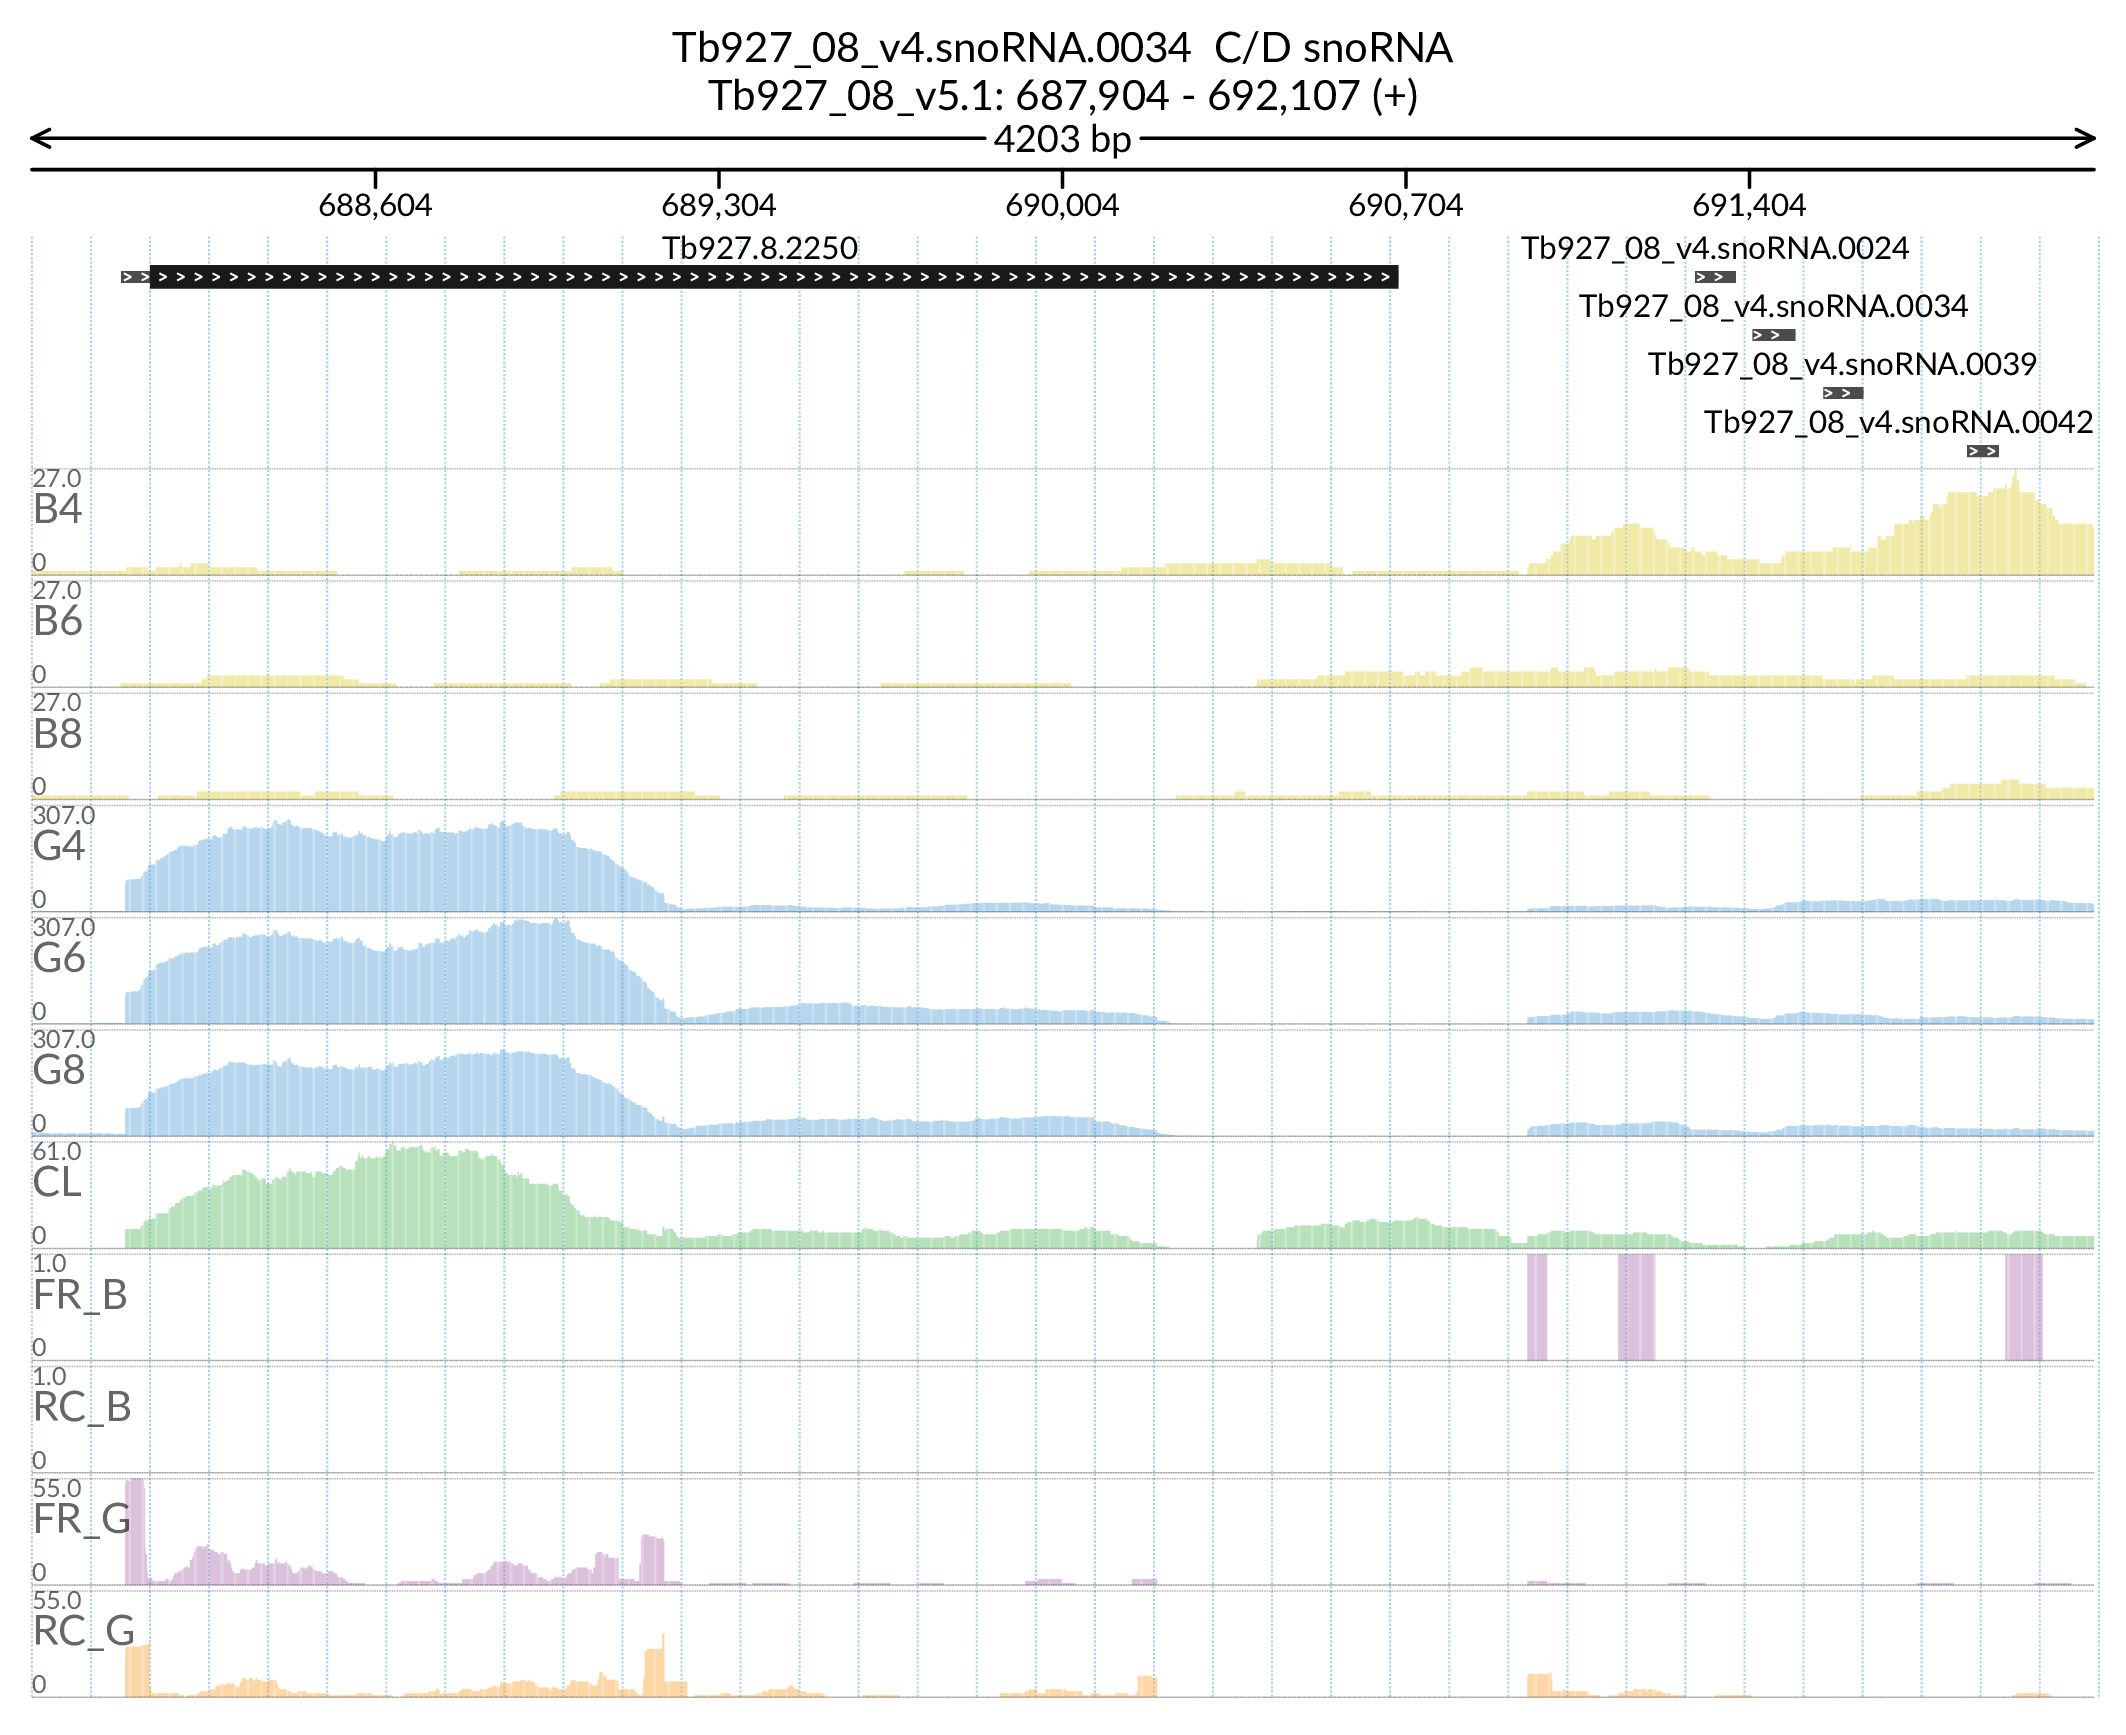 Tb927_08_v4.snoRNA.0034 C/D snoRNA
Tb927_08_v5.1: 687,904 - 692,107 (+)
4203 bp
688,604 689,304 690,004 690,704 691,404
Tb927.8.2250 Tb927_08_v4.snoRNA.0024
Tb927_08_v4.snoRNA.0034
Tb927_08_v4.snoRNA.0039
Tb927_08_v4.snoRNA.0042
27.0
B4
0
27.0
B6
0
27.0
B8
0
307.0
G4
0
307.0
G6
0
307.0
G8
0
61.0
CL
0
1.0
FR_B
0
1.0
RC_B
0
55.0
FR_G
0
55.0
RC_G
0